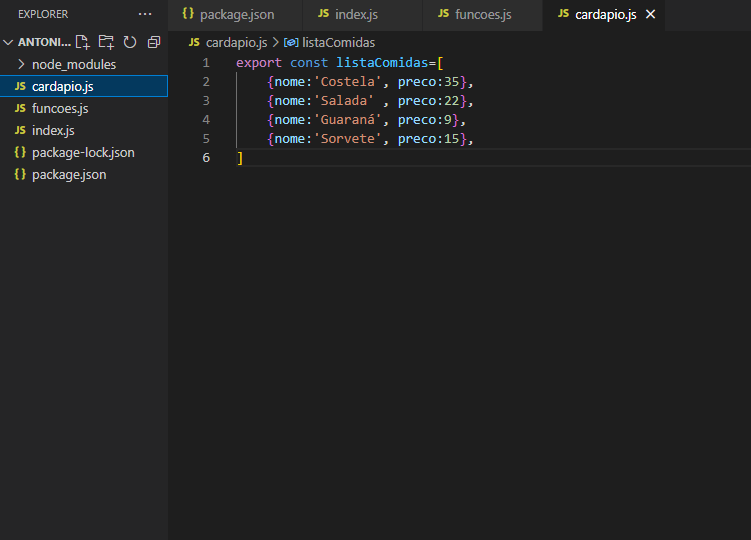 EXPLORER ...
ANTONI...
node_modules
JS cardapio.js
JS funcoes.js
JS index.js
{} package-lock.json
{} package.json
{} package.json JS index.js JS funcoes.js JS cardapio.js
JS cardapio.js > listaComidas
1 export const listaComidas=[
2 {nome:'Costela', preco:35},
3 {nome:'Salada' , preco:22},
4 {nome:'Guaraná', preco:9},
5 {nome:'Sorvete', preco:15},
6 ]